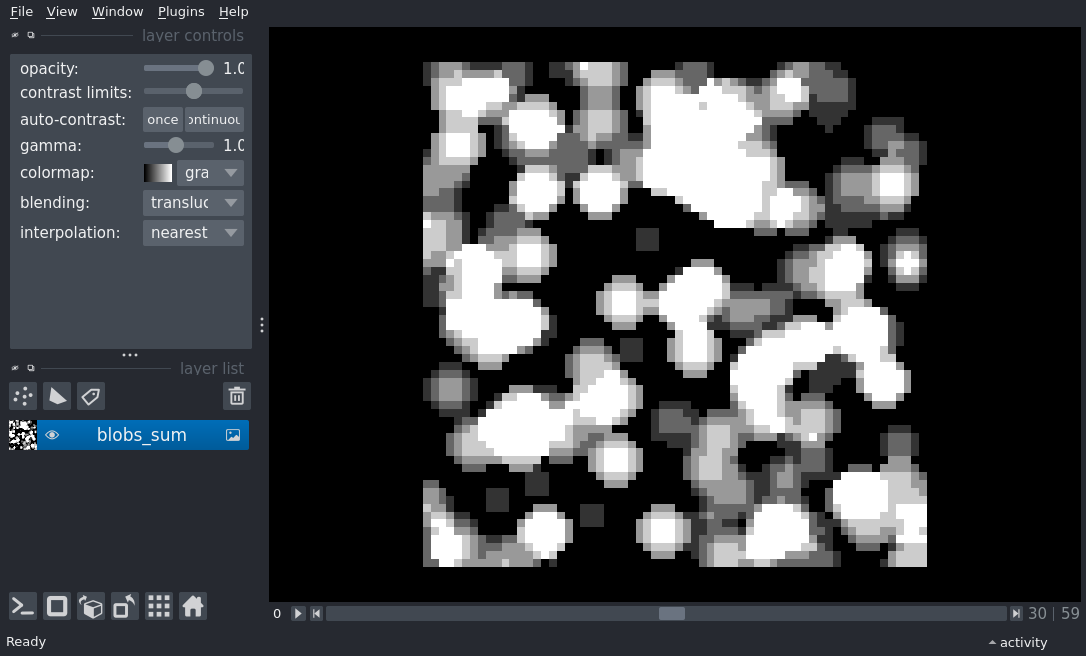 File View Window Plugins Help
layer controls
opacity: 1.0
contrast limits:
auto-contrast: once ontinuou
gamma: 1.0
colormap: gra
blending: transluc
interpolation: nearest
layer list
blobs_sum
0 30 | 59
Ready activity